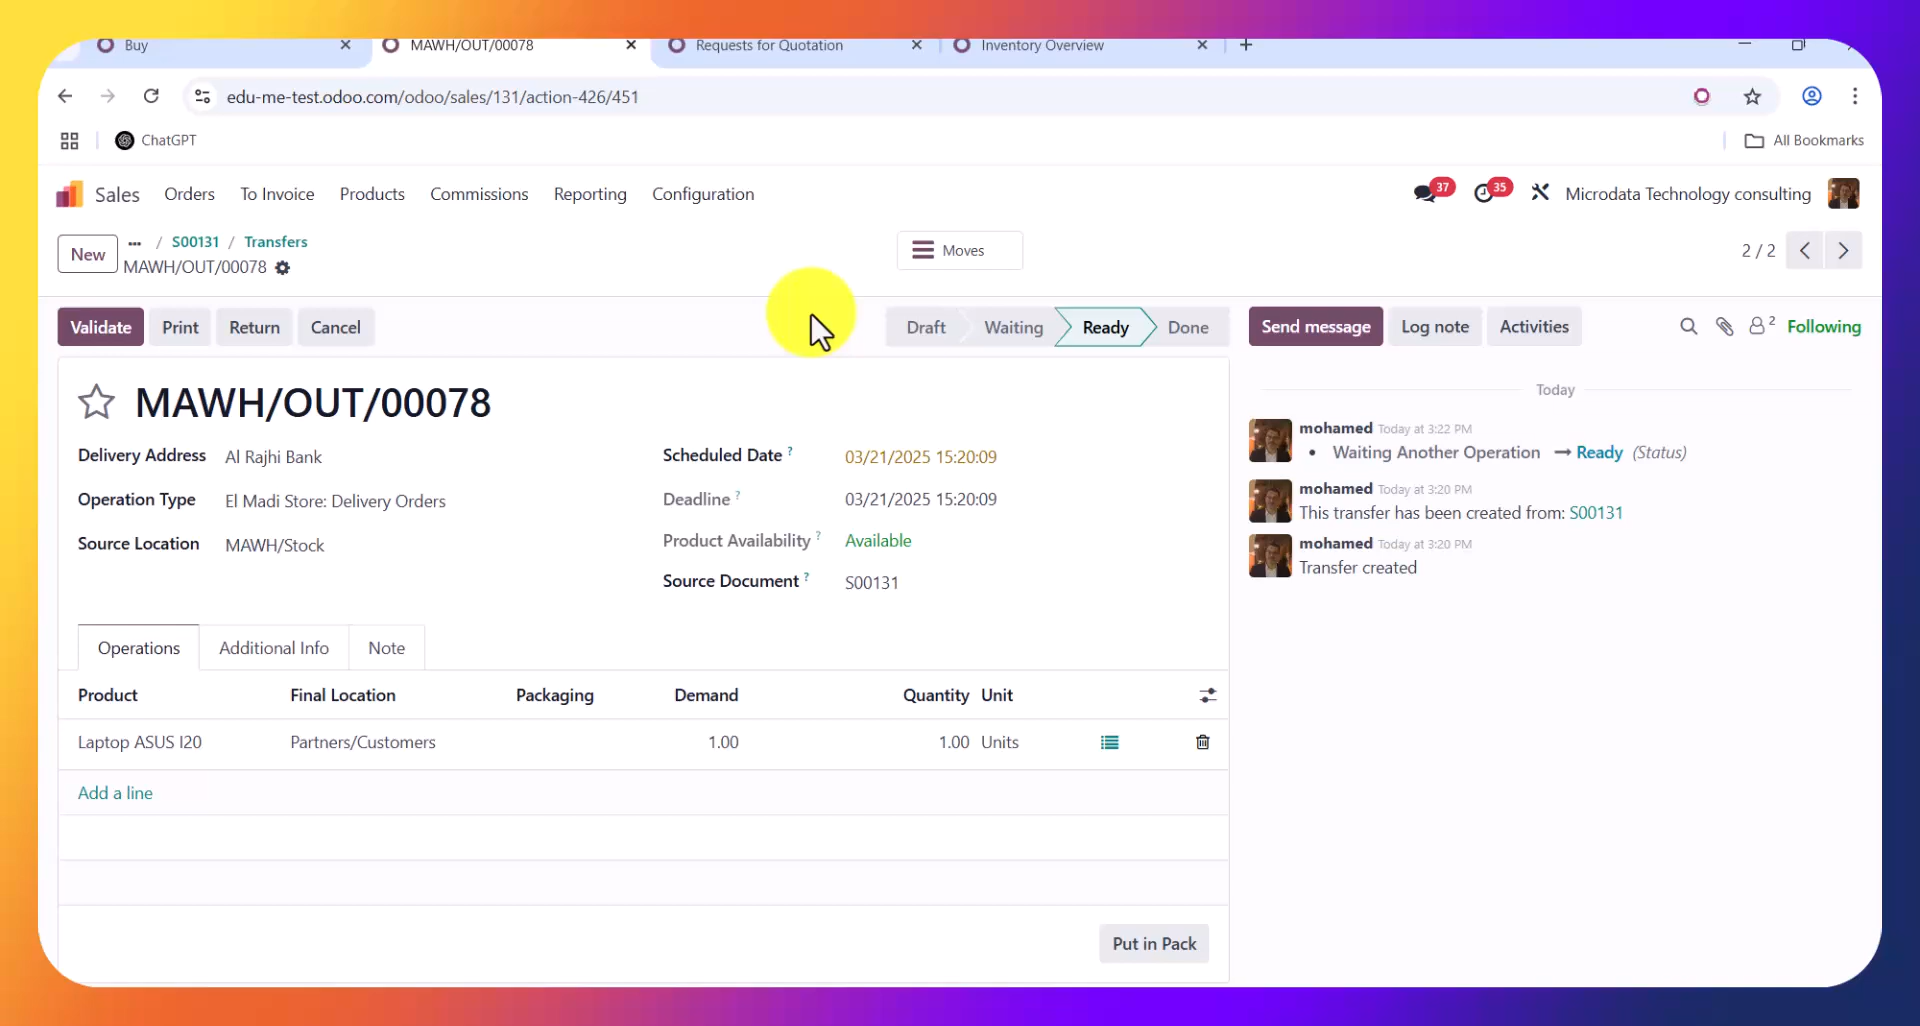 Buy
MAWH/OUT/00078
Requests for Quotation
Inventory Overview
edu-me-test.odoo.com/odoo/sales/131/action-426/451
ChatGPT
All Bookmarks
Sales Orders To Invoice Products Commissions Reporting Configuration
37 35 Microdata Technology consulting
New ... / S00131 / Transfers
MAWH/OUT/00078
Moves
2 / 2
Validate Print Return Cancel
Draft Waiting Ready Done
Send message Log note Activities
2 Following
MAWH/OUT/00078
Delivery Address Al Rajhi Bank
Operation Type El Madi Store: Delivery Orders
Source Location MAWH/Stock
Scheduled Date ? 03/21/2025 15:20:09
Deadline ? 03/21/2025 15:20:09
Product Availability ? Available
Source Document ? S00131
Operations Additional Info Note
Product Final Location Packaging Demand Quantity Unit
Laptop ASUS I20 Partners/Customers 1.00 1.00 Units
Add a line
Put in Pack
Today
mohamed Today at 3:22 PM
• Waiting Another Operation → Ready (Status)
mohamed Today at 3:20 PM
This transfer has been created from: S00131
mohamed Today at 3:20 PM
Transfer created